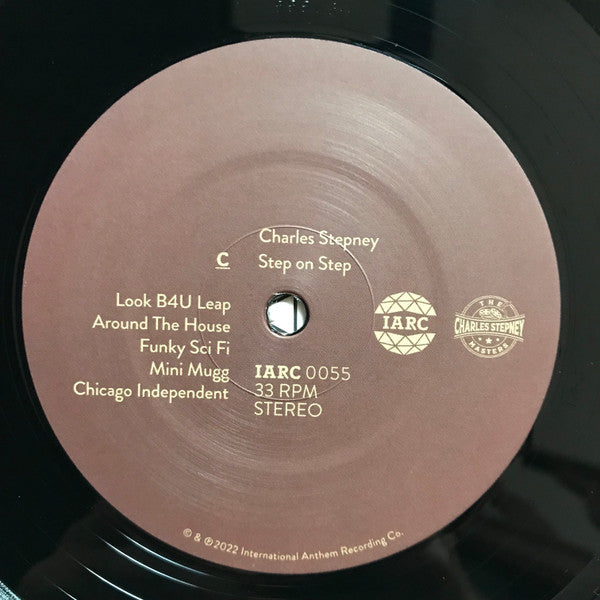 Charles Stepney
C Step on Step
Look B4U Leap
Around The House
Funky Sci Fi
Mini Mugg
Chicago Independent
IARC 0055
33 RPM
STEREO
IARC
THE
CHARLES STEPNEY
MASTERS
© & ℗ 2022 International Anthem Recording Co.